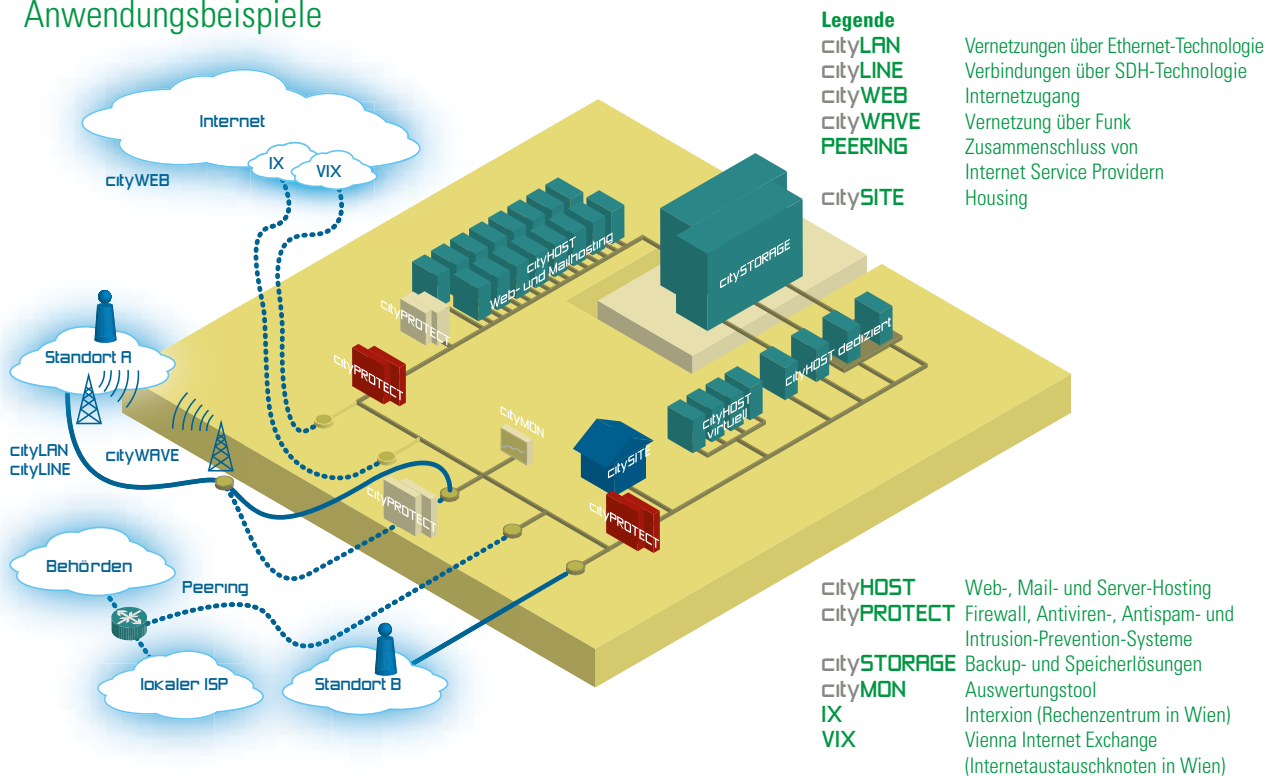 Anwendungsbeispiele
Internet
IX
VIX
cityWEB
Standort A
cityLAN
cityLINE
cityWAVE
Behörden
Peering
lokaler ISP
Standort B
cityHOST
Web- und Mailhosting
cityPROTECT
cityPROTECT
citySTORAGE
cityHOST dediziert
cityHOST
virtuell
cityMON
citySITE
cityPROTECT
cityPROTECT
Legende
cityLAN Vernetzungen über Ethernet-Technologie
cityLINE Verbindungen über SDH-Technologie
cityWEB Internetzugang
cityWAVE Vernetzung über Funk
PEERING Zusammenschluss von
Internet Service Providern
citySITE Housing
cityHOST Web-, Mail- und Server-Hosting
cityPROTECT Firewall, Antiviren-, Antispam- und
Intrusion-Prevention-Systeme
citySTORAGE Backup- und Speicherlösungen
cityMON Auswertungstool
IX Interxion (Rechenzentrum in Wien)
VIX Vienna Internet Exchange
(Internetaustauschknoten in Wien)